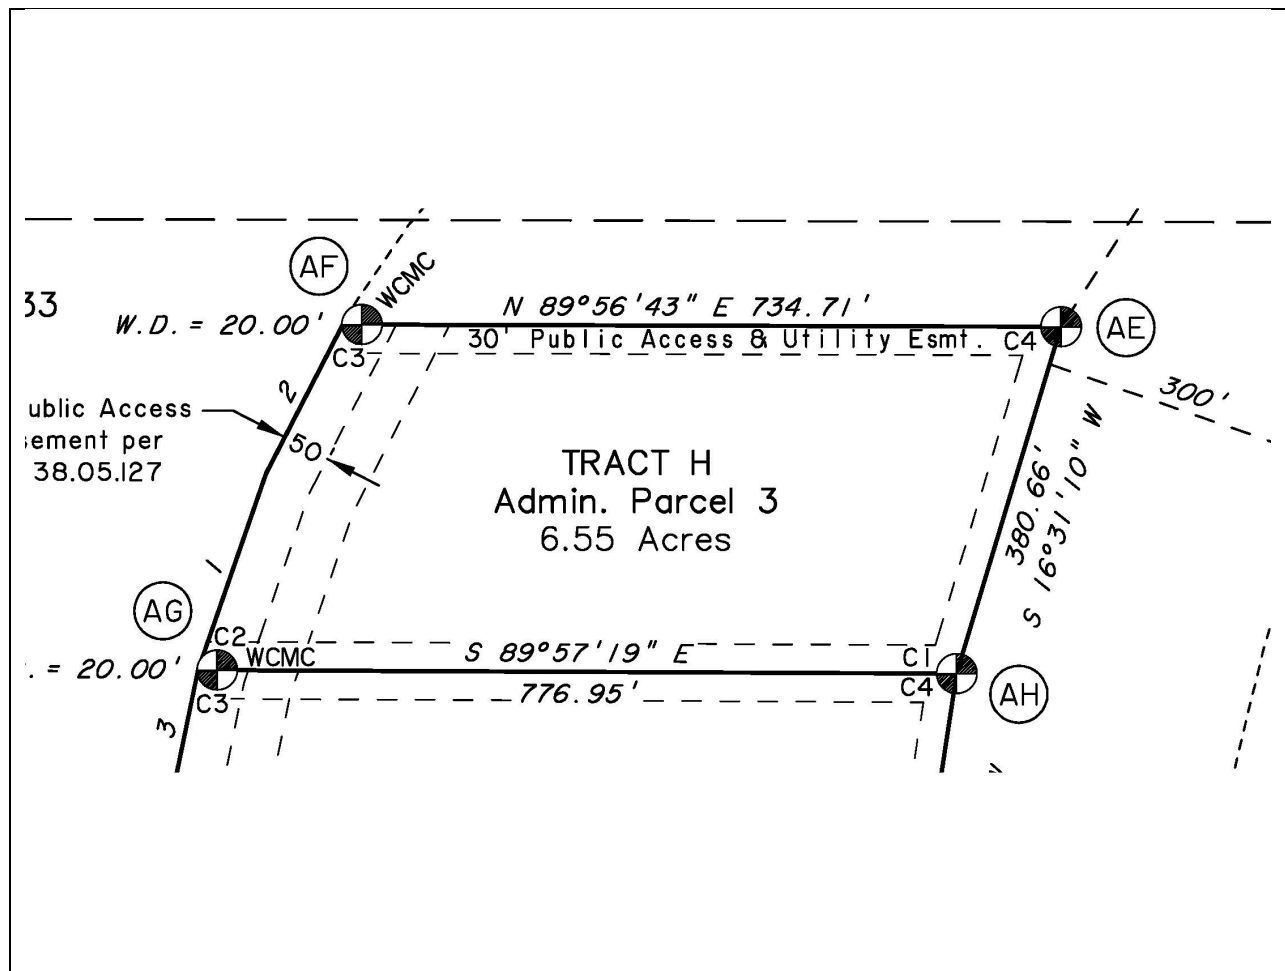 AF
WCMC
33
W.D. = 20.00'
N 89°56'43" E 734.71'
30' Public Access & Utility Esmt.
C3
C4
AE
2
300'
ublic Access
sement per
38.05.127
50
TRACT H
Admin. Parcel 3
6.55 Acres
380.66'
S 16°31'10" W
1
AG
C2
WCMC
S 89°57'19" E
C1
. = 20.00'
776.95'
C3
C4
AH
3